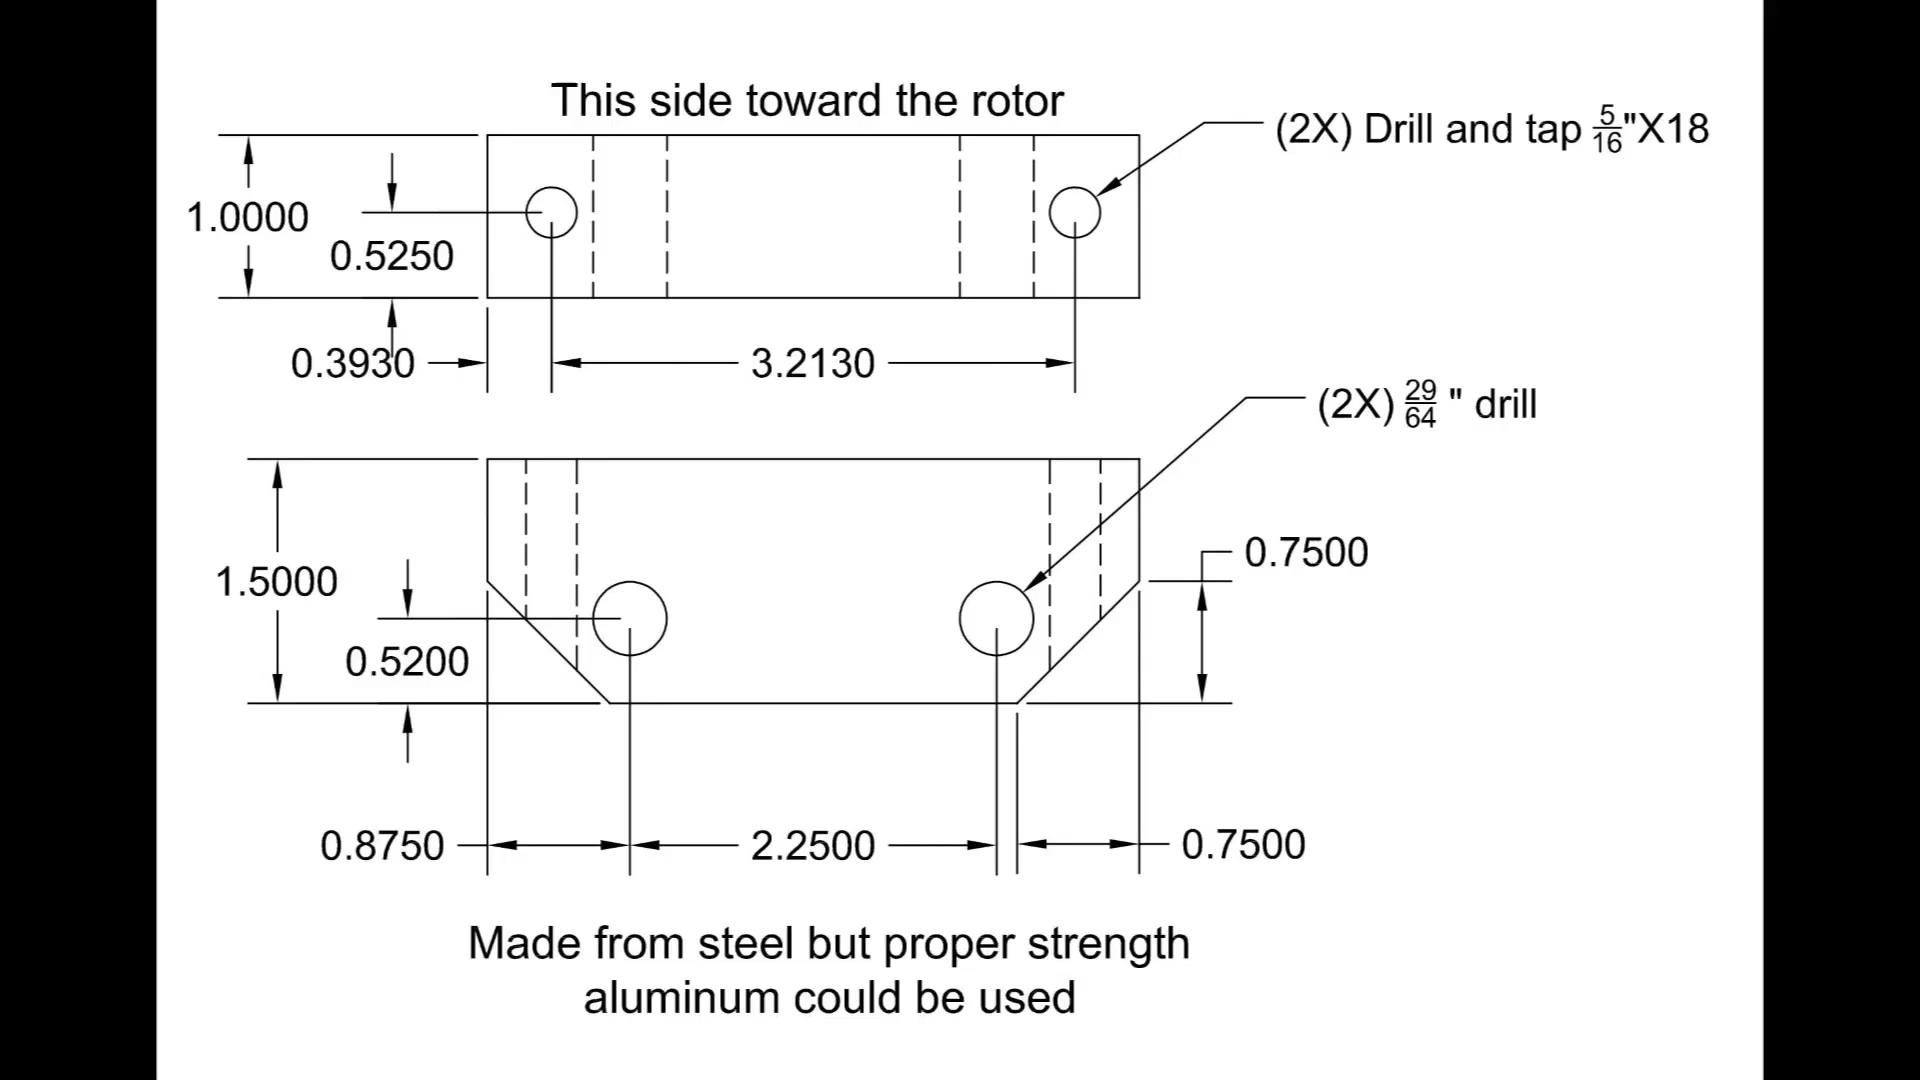 This side toward the rotor
(2X) Drill and tap 5/16"X18
1.0000
0.5250
0.3930
3.2130
(2X) 29/64 " drill
1.5000
0.7500
0.5200
0.8750
2.2500
0.7500
Made from steel but proper strength
aluminum could be used